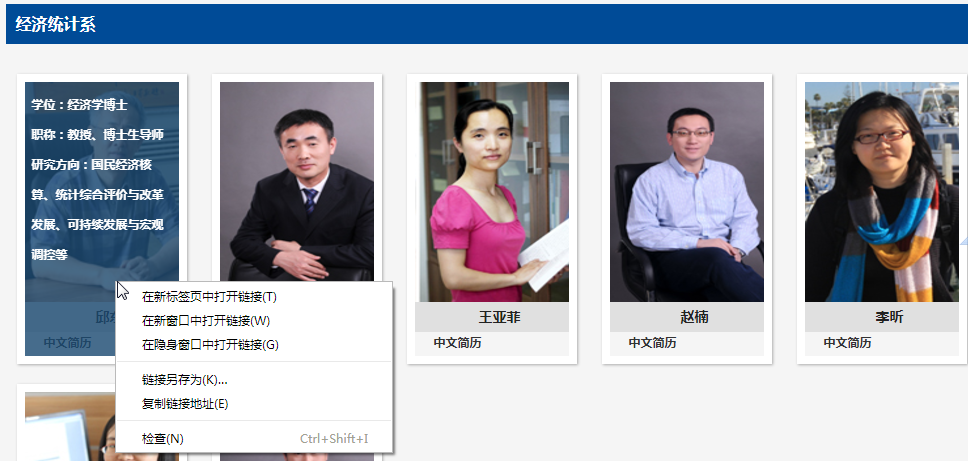 经济统计系
学位：经济学博士
职称：教授、博士生导师
研究方向：国民经济核
算、统计综合评价与改革
发展、可持续发展与宏观
调控等
邱
中文简历
王亚菲
中文简历
赵楠
中文简历
李昕
中文简历
在新标签页中打开链接(T)
在新窗口中打开链接(W)
在隐身窗口中打开链接(G)
链接另存为(K)...
复制链接地址(E)
检查(N) Ctrl+Shift+I